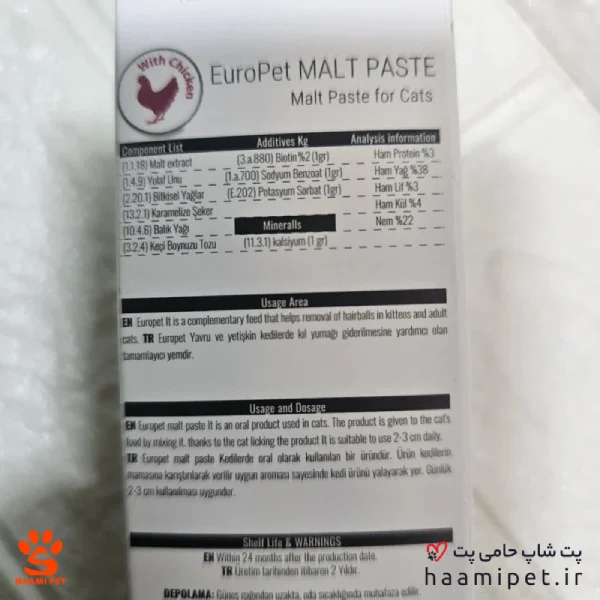 With Chicken
EuroPet MALT PASTE
Malt Paste for Cats
Component List
(1.1.18) Malt extract
(1.4.9) Yulaf Unu
(2.20.1) Bitkisel Yağlar
(13.2.1) Karamelize Şeker
(10.4.6) Balık Yağı
(3.2.4) Keçi Boynuzu Tozu
Additives Kg
(3.a.880) Biotin%2 (1gr)
(1.a.700) Sodyum Benzoat (1gr)
(E.202) Potasyum Sorbat (1gr)
Mineralls
(11.3.1) kalsiyum (1 gr)
Analysis information
Ham Protein %3
Ham Yağ %38
Ham Lif %3
Ham Kül %4
Nem %22
Usage Area
EN Europet It is a complementary feed that helps removal of hairballs in kittens and adult
cats. TR Europet Yavru ve yetişkin kedilerde kıl yumağı giderilmesine yardımcı olan
tamamlayıcı yemdir.
Usage and Dosage
EN Europet malt paste It is an oral product used in cats. The product is given to the cat's
food by mixing it. thanks to the cat licking the product It is suitable to use 2-3 cm daily.
TR Europet malt paste Kedilerde oral olarak kullanılan bir üründür. Ürün kedilerin
mamasına karıştırılarak verilir uygun aroması sayesinde kedi ürünü yalayarak yer. Günlük
2-3 cm kullanılması uygundur.
Shelf Life & WARNINGS
EN Within 24 months after the production date.
TR Üretim tarihinden itibaren 2 Yıldır.
DEPOLAMA: Güneş ışığından uzakta, oda sıcaklığında muhafaza edilir.
HAAMI PET
پت شاپ حامی پت
haamipet.ir